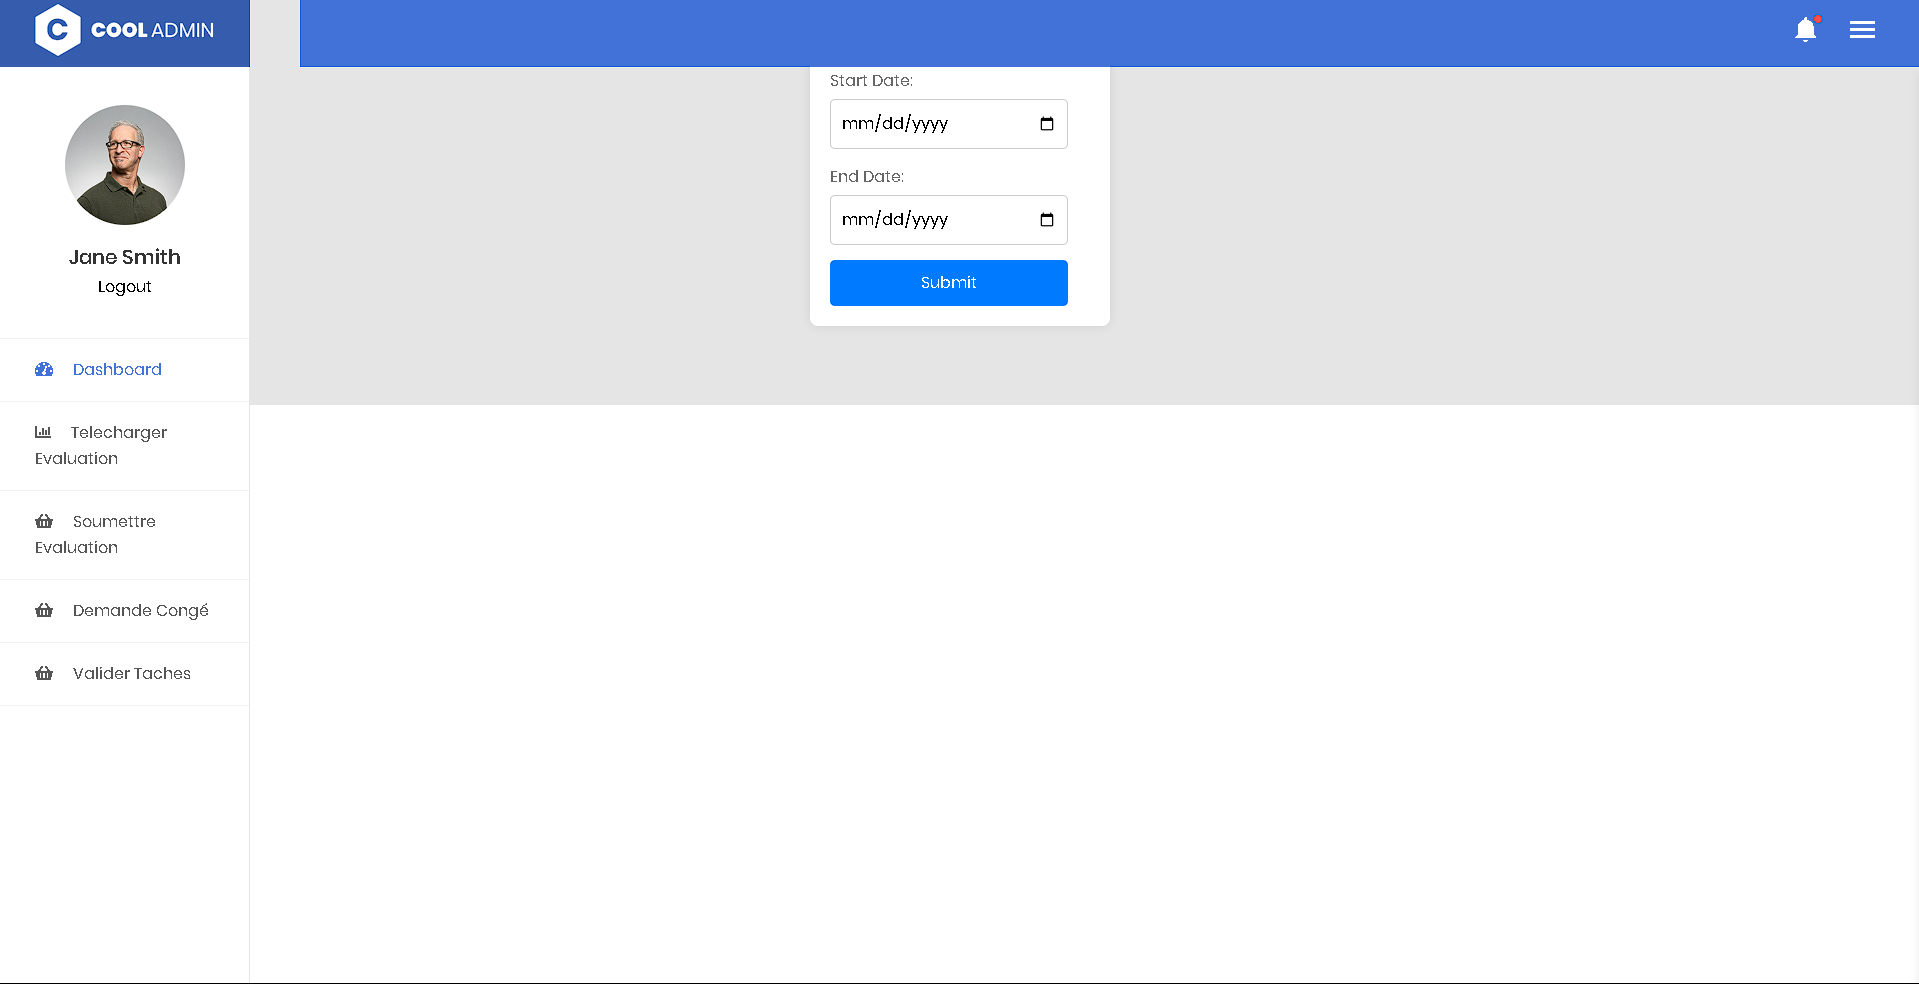 COOL ADMIN
Start Date:
mm/dd/yyyy
End Date:
mm/dd/yyyy
Submit
Jane Smith
Logout
Dashboard
Telecharger
Evaluation
Soumettre
Evaluation
Demande Congé
Valider Taches